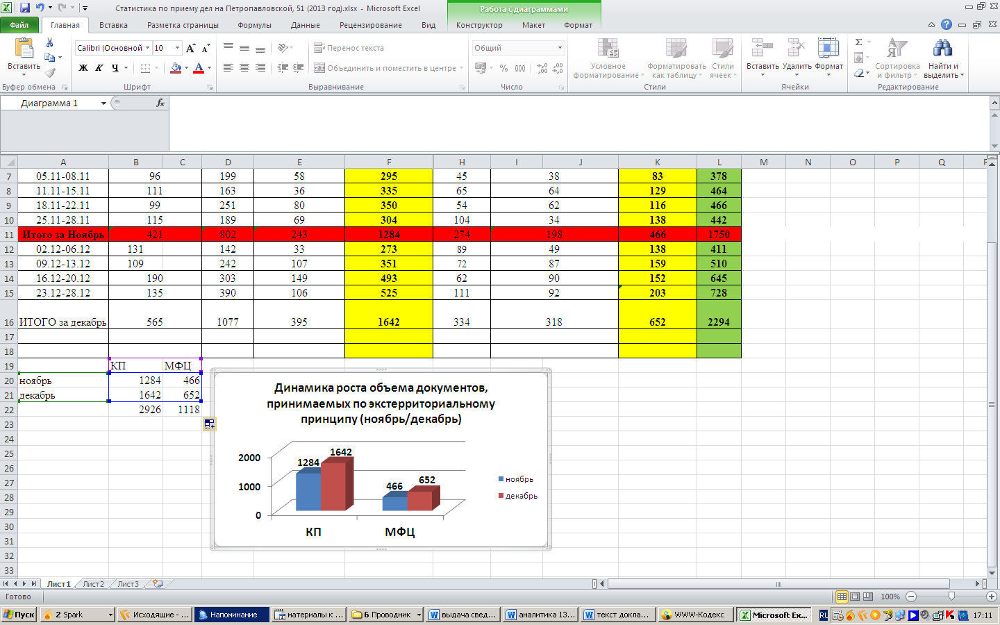 Статистика по приему дел на Петропавловской, 51 (2013 год).xlsx - Microsoft Excel
Работа с диаграммами
Файл Главная Вставка Разметка страницы Формулы Данные Рецензирование Вид Конструктор Макет Формат
Calibri (Основной 10
Перенос текста
Общий
Вставить
Ж К Ч
Объединить и поместить в центре
% 000
Условное форматирование
Форматировать как таблицу
Стили ячеек
Вставить Удалить Формат
Сортировка и фильтр
Найти и выделить
Буфер обмена Шрифт Выравнивание Число Стили Ячейки Редактирование
Диаграмма 1 fx
A B C D E F H I J K L M N O P Q
7 05.11-08.11 96 199 58 295 45 38 83 378
8 11.11-15.11 111 163 36 335 65 64 129 464
9 18.11-22.11 99 251 80 350 54 62 116 466
10 25.11-28.11 115 189 69 304 104 34 138 442
11 Итого за Ноябрь 421 802 243 1284 274 198 466 1750
12 02.12-06.12 131 142 33 273 89 49 138 411
13 09.12-13.12 109 242 107 351 72 87 159 510
14 16.12-20.12 190 303 149 493 62 90 152 645
15 23.12-28.12 135 390 106 525 111 92 203 728
16 ИТОГО за декабрь 565 1077 395 1642 334 318 652 2294
17
18
19 КП МФЦ
20 ноябрь 1284 466
21 декабрь 1642 652
22 2926 1118
23
24
25
26
27
28
29
30
31
32
33
Динамика роста объема документов,
принимаемых по экстерриториальному
принципу (ноябрь/декабрь)
2000
1000
0
1284 1642
466 652
ноябрь
декабрь
КП МФЦ
Лист1 Лист2 Лист3
Готово 100%
Пуск 2 Spark Исходящие - ... Напоминание материалы к ... 6 Проводник выдача свед... аналитика 13... текст докла... WWW-Кодекс Microsoft Ex... RU 17:11